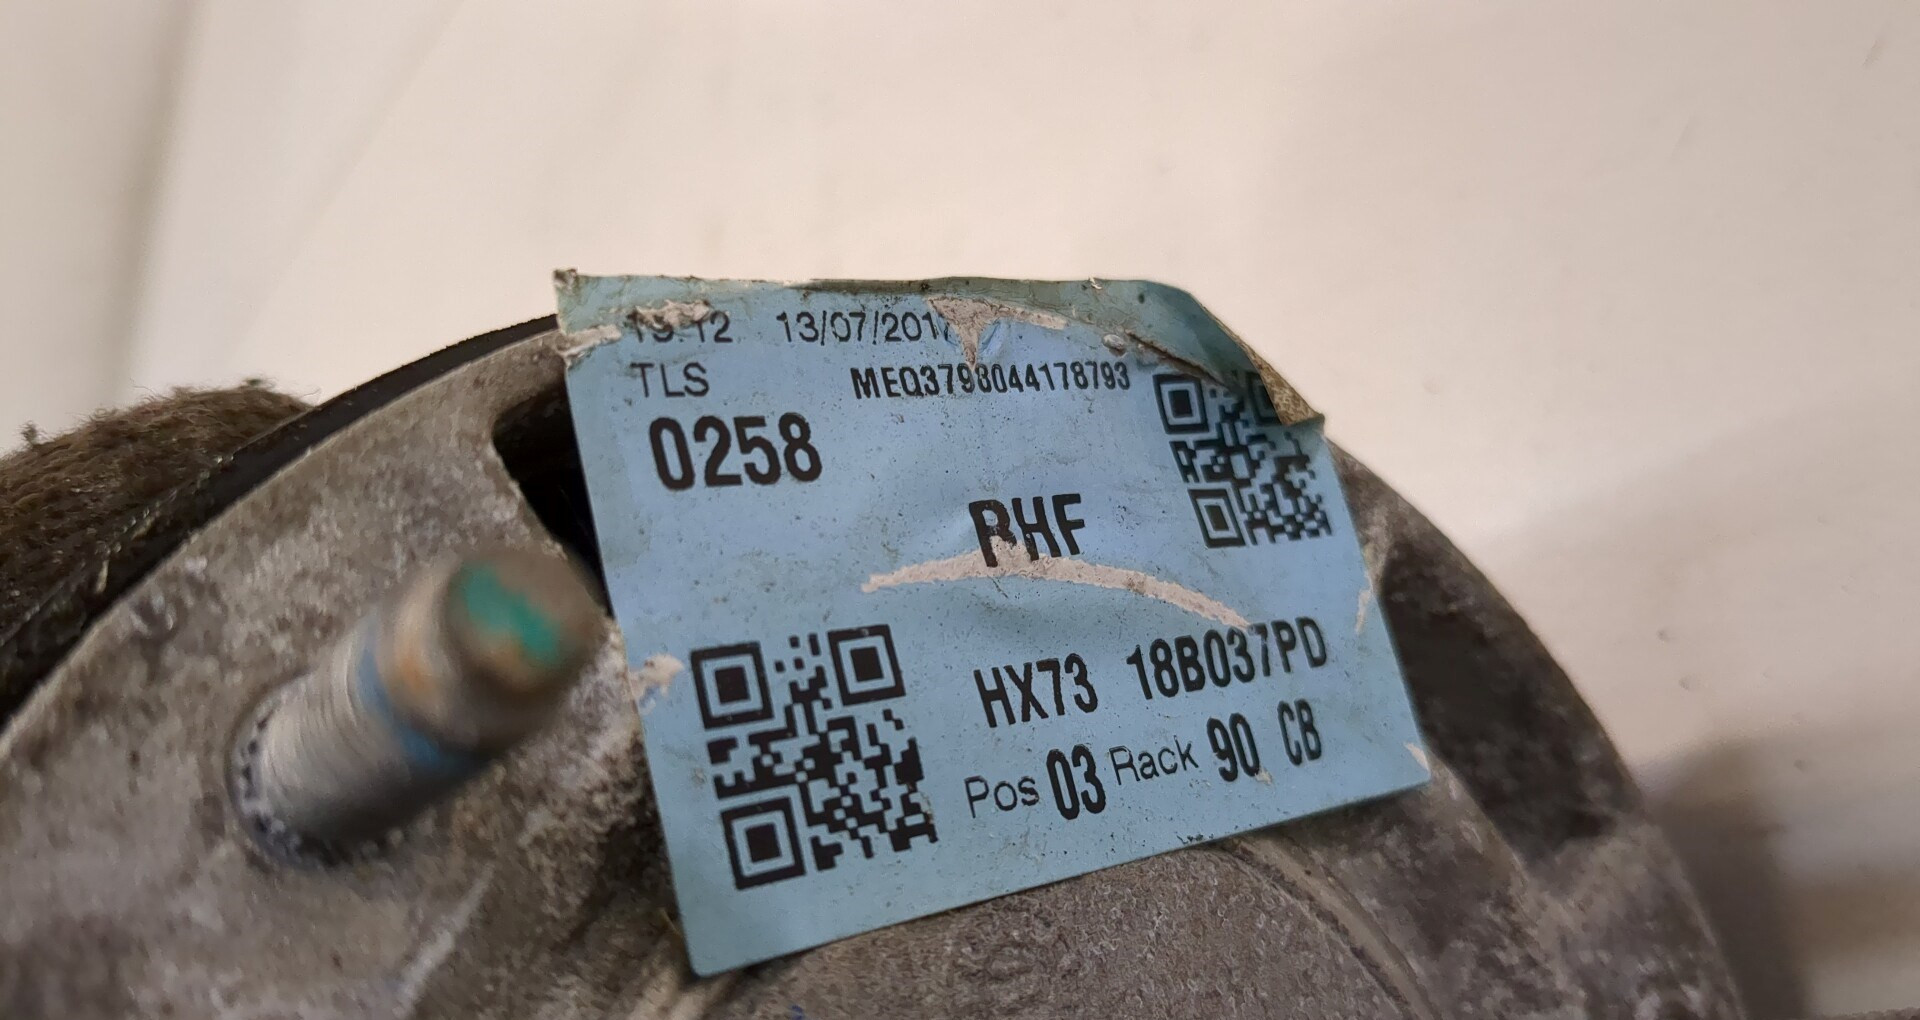 13/07/201
TLS MEQ3798044178793
0258
RHF
HX73 18B037PD
Pos 03 Rack 90 CB